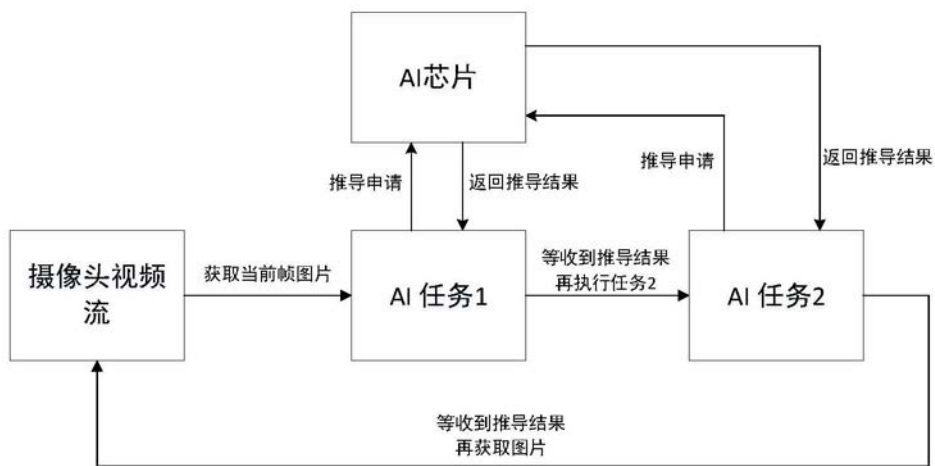 AI芯片
推导申请
返回推导结果
推导申请
返回推导结果
摄像头视频
流
获取当前帧图片
AI 任务1
等收到推导结果
再执行任务2
AI 任务2
等收到推导结果
再获取图片